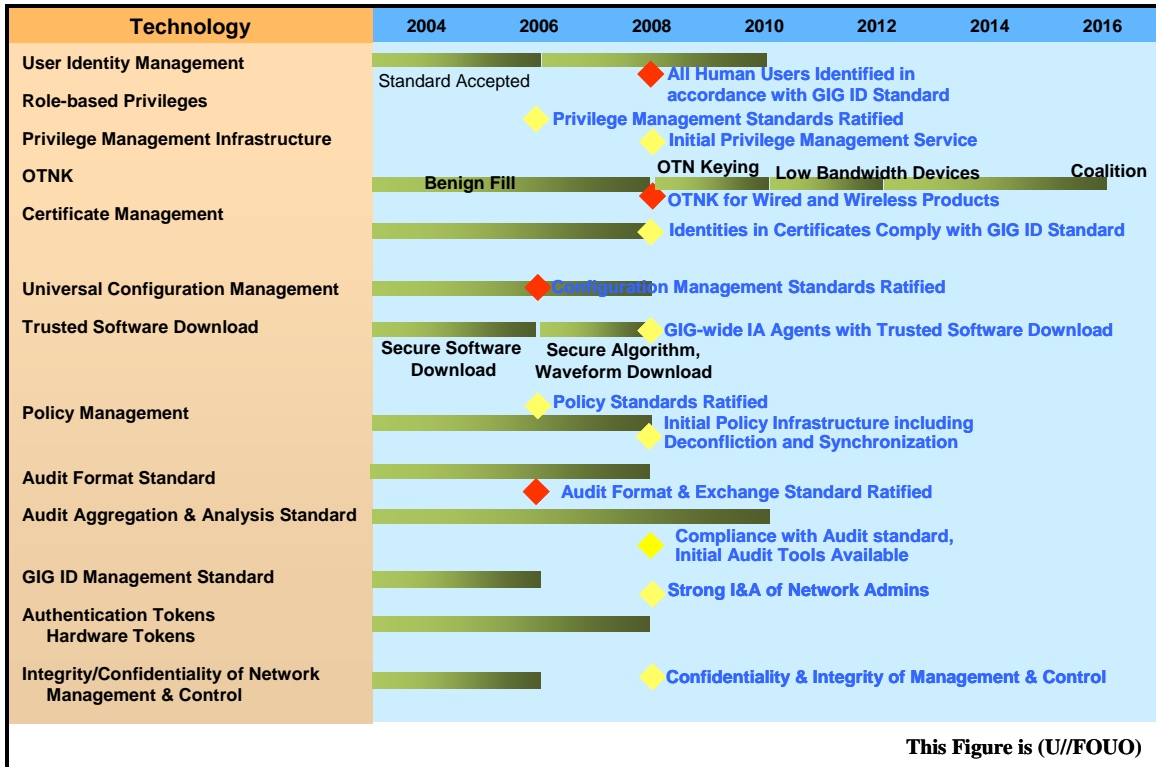 Technology 2004 2006 2008 2010 2012 2014 2016
User Identity Management
Standard Accepted
All Human Users Identified in
accordance with GIG ID Standard
Role-based Privileges
Privilege Management Standards Ratified
Privilege Management Infrastructure
Initial Privilege Management Service
OTNK
Benign Fill
OTN Keying
Low Bandwidth Devices
Coalition
OTNK for Wired and Wireless Products
Certificate Management
Identities in Certificates Comply with GIG ID Standard
Universal Configuration Management
Configuration Management Standards Ratified
Trusted Software Download
GIG-wide IA Agents with Trusted Software Download
Secure Software
Download
Secure Algorithm,
Waveform Download
Policy Management
Policy Standards Ratified
Initial Policy Infrastructure including
Deconfliction and Synchronization
Audit Format Standard
Audit Format & Exchange Standard Ratified
Audit Aggregation & Analysis Standard
Compliance with Audit standard,
Initial Audit Tools Available
GIG ID Management Standard
Strong I&A of Network Admins
Authentication Tokens
Hardware Tokens
Integrity/Confidentiality of Network
Management & Control
Confidentiality & Integrity of Management & Control
This Figure is (U//FOUO)